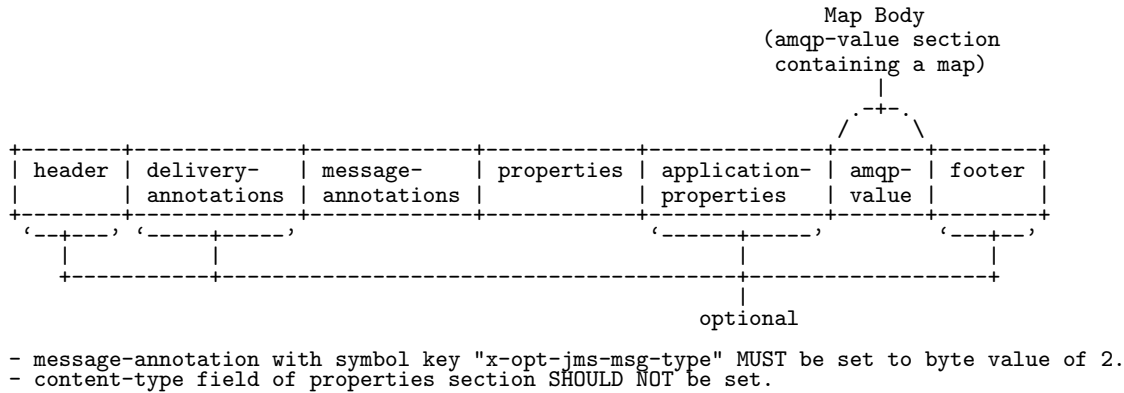 Map Body
                                                              (amqp-value section
                                                               containing a map)
                                                                        |
                                                                      .-+-.
                                                                     /     \
+--------+---------------+---------------+-------------+---------------+--------+---------+
| header | delivery-     | message-      | properties  | application-  | amqp-  | footer  |
|        | annotations   | annotations   |             | properties    | value  |         |
+--------+---------------+---------------+-------------+---------------+--------+---------+
 ‘--+---’ ‘-----+-----’                                 ‘------+-----’           ‘---+--’
    |           |                                              |                     |
    +-----------+----------------------------------------------+---------------------+
                                                               |
                                                            optional
- message-annotation with symbol key "x-opt-jms-msg-type" MUST be set to byte value of 2.
- content-type field of properties section SHOULD NOT be set.